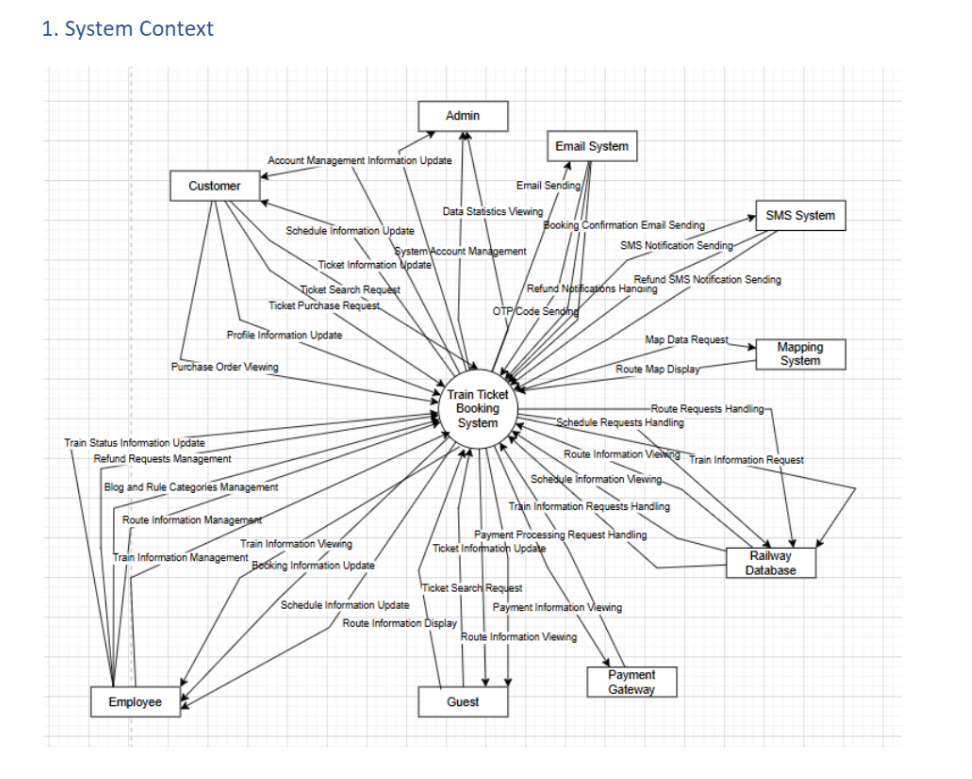 1. System Context
Admin
Email System
Account Management Information Update
Customer
Email Sending
Data Statistics Viewing
SMS System
Booking Confirmation Email Sending
Schedule Information Update
SMS Notification Sending
System Account Management
Ticket Information Update
Refund SMS Notification Sending
Ticket Search Request
Refund Notifications Handling
Ticket Purchase Request
OTP Code Sending
Profile Information Update
Map Data Request
Mapping
System
Purchase Order Viewing
Route Map Display
Train Ticket
Booking
System
Route Requests Handling
Schedule Requests Handling
Train Status Information Update
Refund Requests Management
Route Information Viewing
Train Information Request
Blog and Rule Categories Management
Schedule Information Viewing
Train Information Requests Handling
Route Information Management
Payment Processing Request Handling
Train Information Viewing
Ticket Information Update
Train Information Management
Booking Information Update
Railway
Database
Ticket Search Request
Schedule Information Update
Payment Information Viewing
Route Information Display
Route Information Viewing
Payment
Gateway
Employee
Guest